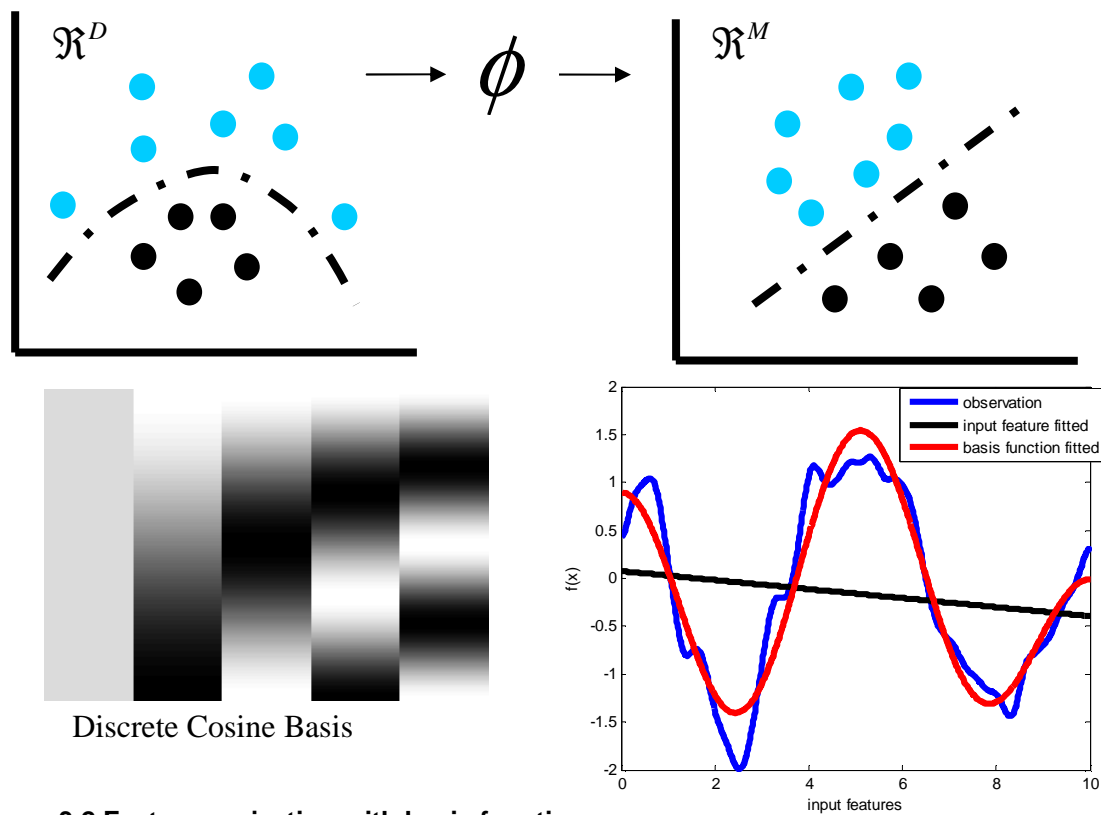 ℜ^D
ϕ
ℜ^M
Discrete Cosine Basis
2
1.5
1
0.5
0
-0.5
-1
-1.5
-2
f(x)
observation
input feature fitted
basis function fitted
0 2 4 6 8 10
input features